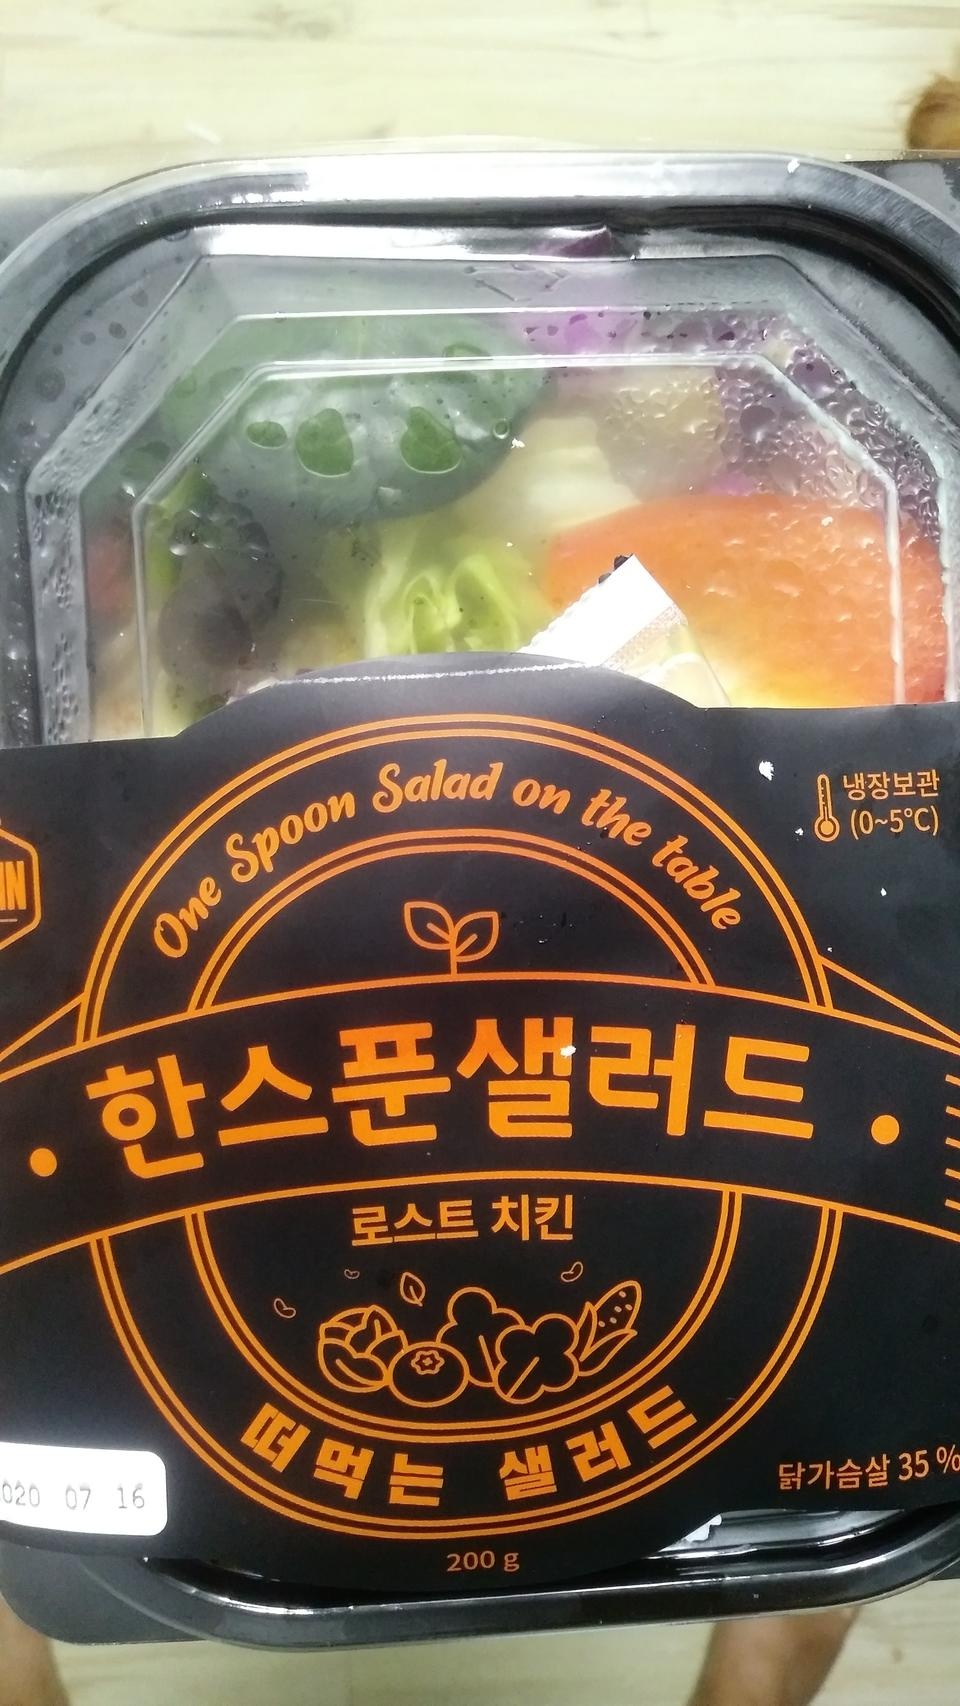 One Spoon Salad on the table
냉장보관
(0~5°C)
IN
한스푼샐러드
로스트 치킨
떠먹는 샐러드
닭가슴살 35 %
020 07 16
200 g